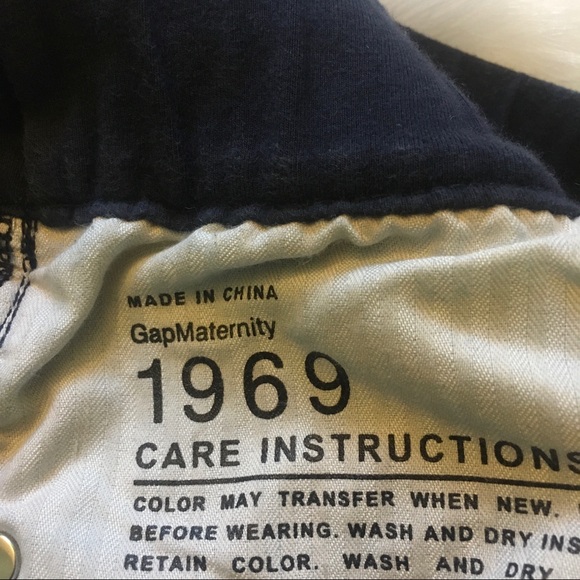 MADE IN CHINA
GapMaternity
1969
CARE INSTRUCTIONS
COLOR MAY TRANSFER WHEN NEW.
BEFORE WEARING. WASH AND DRY INS
RETAIN COLOR. WASH AND DRY